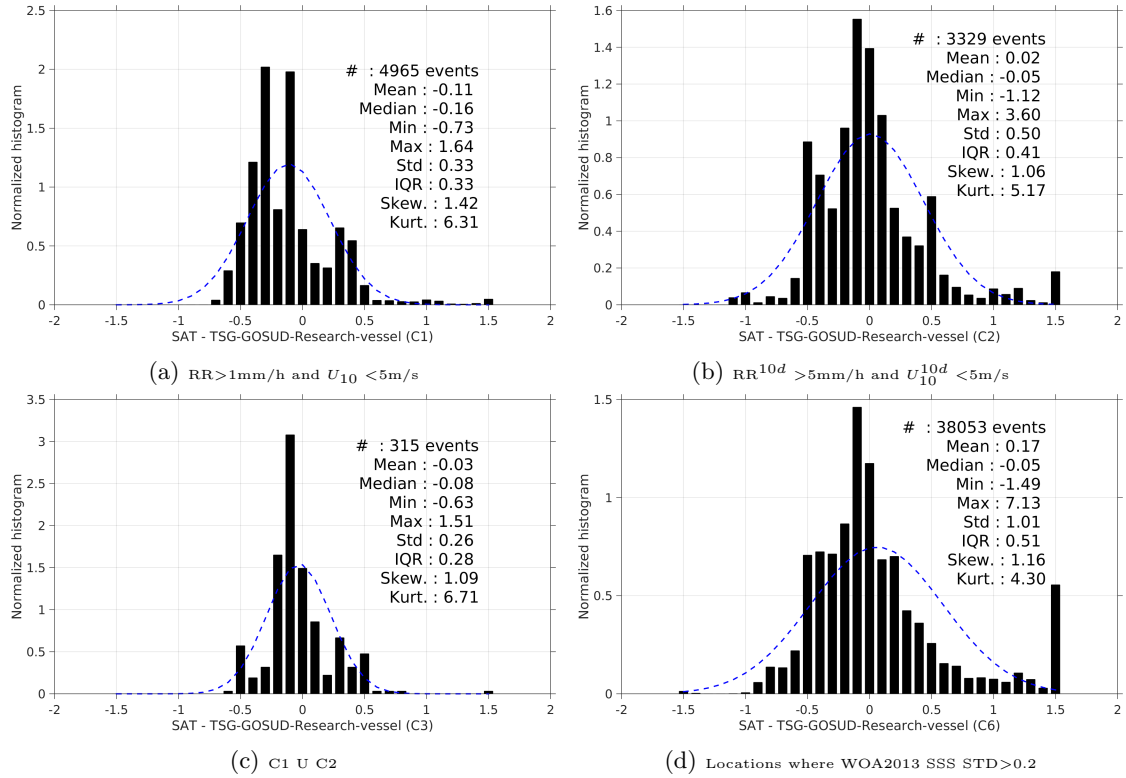 2.5
2
1.5
1
0.5
0
-2
-1.5
-1
-0.5
0
0.5
1
1.5
2
Normalized histogram
SAT - TSG-GOSUD-Research-vessel (C1)
# : 4965 events
Mean : -0.11
Median : -0.16
Min : -0.73
Max : 1.64
Std : 0.33
IQR : 0.33
Skew. : 1.42
Kurt. : 6.31
(a) RR>1mm/h and U10 <5m/s
1.6
1.4
1.2
1
0.8
0.6
0.4
0.2
0
-2
-1.5
-1
-0.5
0
0.5
1
1.5
2
Normalized histogram
SAT - TSG-GOSUD-Research-vessel (C2)
# : 3329 events
Mean : 0.02
Median : -0.05
Min : -1.12
Max : 3.60
Std : 0.50
IQR : 0.41
Skew. : 1.06
Kurt. : 5.17
(b) RR^10d >5mm/h and U10^10d <5m/s
3.5
3
2.5
2
1.5
1
0.5
0
-2
-1.5
-1
-0.5
0
0.5
1
1.5
2
Normalized histogram
SAT - TSG-GOSUD-Research-vessel (C3)
# : 315 events
Mean : -0.03
Median : -0.08
Min : -0.63
Max : 1.51
Std : 0.26
IQR : 0.28
Skew. : 1.09
Kurt. : 6.71
(c) C1 U C2
1.5
1
0.5
0
-2
-1.5
-1
-0.5
0
0.5
1
1.5
2
Normalized histogram
SAT - TSG-GOSUD-Research-vessel (C6)
# : 38053 events
Mean : 0.17
Median : -0.05
Min : -1.49
Max : 7.13
Std : 1.01
IQR : 0.51
Skew. : 1.16
Kurt. : 4.30
(d) Locations where WOA2013 SSS STD>0.2